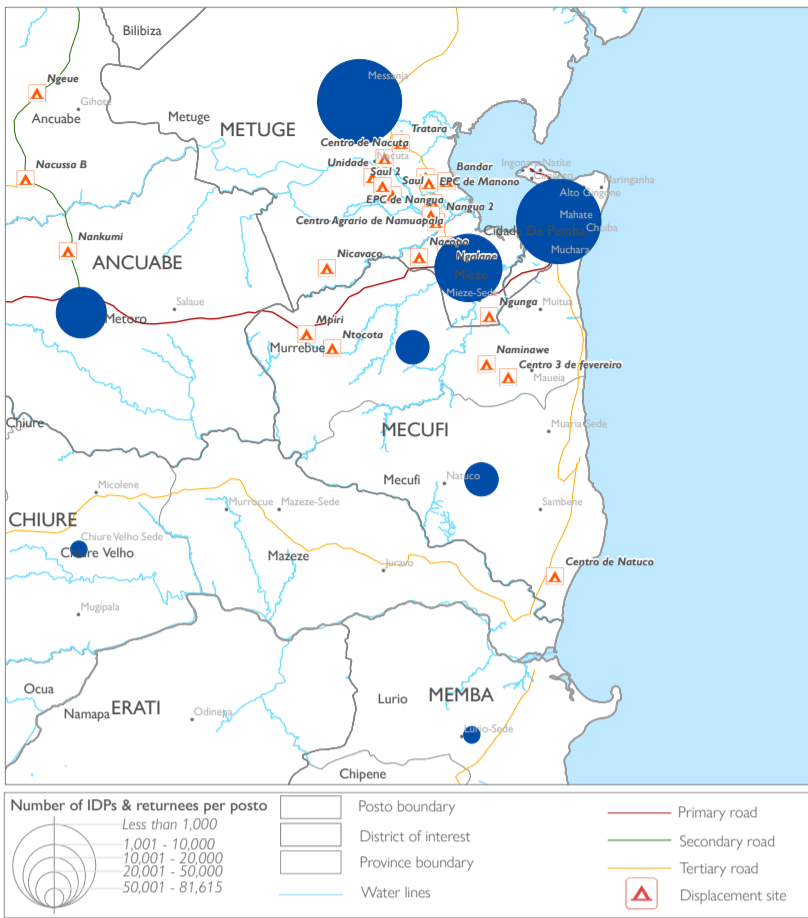 Bilibiza
Messanja
Ngeue
Gihote
Ancuabe
Metuge
METUGE
Tratara
Centro de Nacuta
Nacuta
Unidade
Bandar
Ingonane
Natite
Nacussa B
Saul 2
Saul
EPC de Manono
Cimento
Naringanha
EPC de Nangua
Nangua 2
Alto Gingone
Centro Agrario de Namuapala
Mahate
Cidade De Pemba
Chuiba
Nankumi
Nacopo
Muchara
ANCUABE
Nicavaco
Ngalane
Mieze
Mieze-Sede
Salaue
Ngunga
Muitua
Metoro
Mpiri
Murrebue
Ntocota
Naminawe
Centro 3 de fevereiro
Maueia
Chiure
MECUFI
Muaria-Sede
Micolene
Mecufi
Natuco
Murrocue
Mazeze-Sede
Sambene
CHIURE
Chiure Velho Sede
Chiure Velho
Mazeze
Juravo
Centro de Natuco
Mugipala
Ocua
Namapa
ERATI
Odinepa
Lurio
MEMBA
Lurio-Sede
Chipene
Number of IDPs & returnees per posto
Less than 1,000
1,001 - 10,000
10,001 - 20,000
20,001 - 50,000
50,001 - 81,615
Posto boundary
District of interest
Province boundary
Water lines
Primary road
Secondary road
Tertiary road
Displacement site